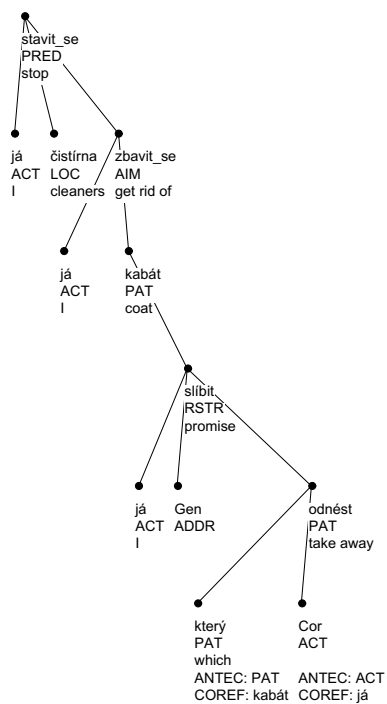 stavit_se
PRED
stop
já
ACT
I
čistírna
LOC
cleaners
zbavit_se
AIM
get rid of
já
ACT
I
kabát
PAT
coat
slíbit
RSTR
promise
já
ACT
I
Gen
ADDR
odnést
PAT
take away
který
PAT
which
ANTEC: PAT
COREF: kabát
Cor
ACT
ANTEC: ACT
COREF: já